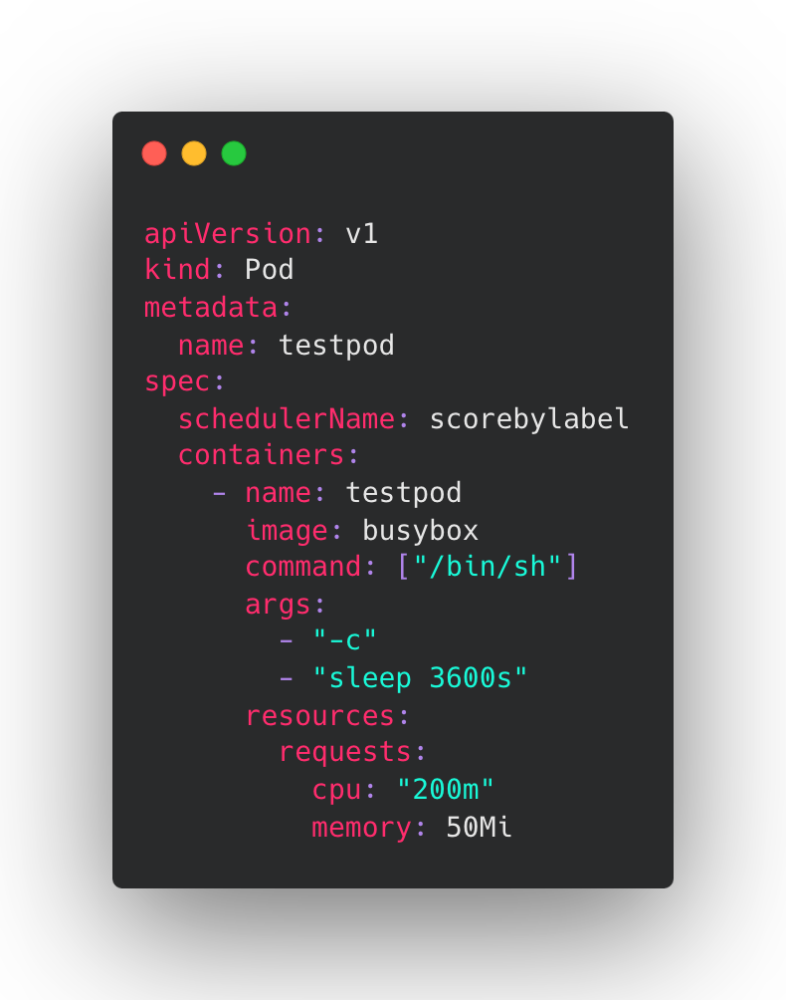 apiVersion: v1
kind: Pod
metadata:
  name: testpod
spec:
  schedulerName: scorebylabel
  containers:
    - name: testpod
      image: busybox
      command: ["/bin/sh"]
      args:
        - "-c"
        - "sleep 3600s"
      resources:
        requests:
          cpu: "200m"
          memory: 50Mi